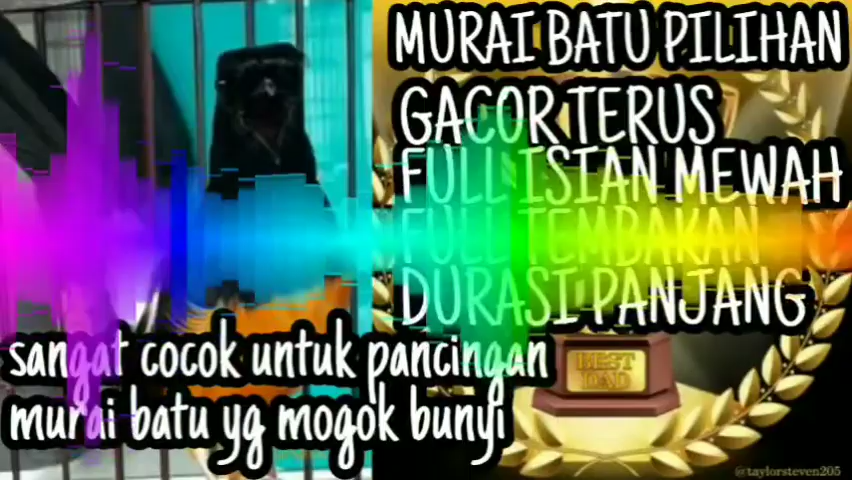 MURAI BATU PILIHAN
GACOR TERUS
FULL ISIAN MEWAH
FULL TEMBAKAN
DURASI PANJANG
sangat cocok untuk pancingan
murai batu yg mogok bunyi
BEST
DAD
@taylorsteven205